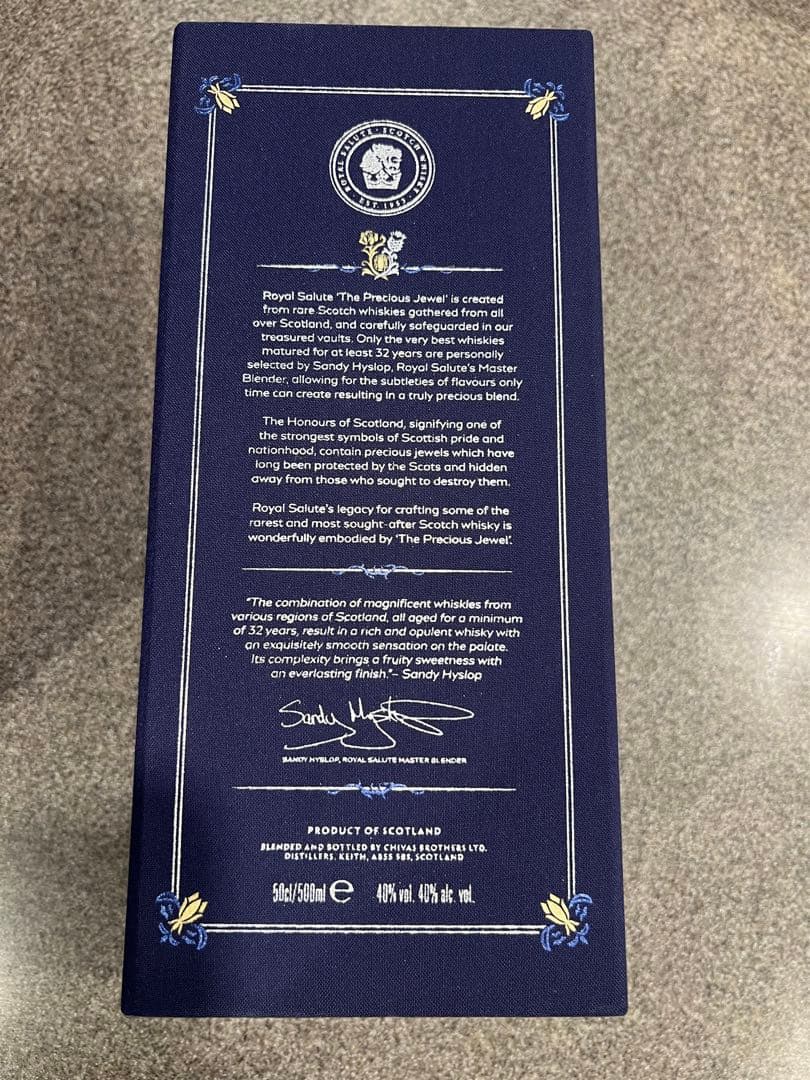 ROYAL SALUTE · SCOTCH WHISKY
· EST. 1953 ·
Royal Salute 'The Precious Jewel' is created
from rare Scotch whiskies gathered from all
over Scotland, and carefully safeguarded in our
treasured vaults. Only the very best whiskies
matured for at least 32 years are personally
selected by Sandy Hyslop, Royal Salute's Master
Blender, allowing for the subtleties of flavours only
time can create resulting in a truly precious blend.
The Honours of Scotland, signifying one of
the strongest symbols of Scottish pride and
nationhood, contain precious jewels which have
long been protected by the Scots and hidden
away from those who sought to destroy them.
Royal Salute's legacy for crafting some of the
rarest and most sought-after Scotch whisky is
wonderfully embodied by 'The Precious Jewel'.
"The combination of magnificent whiskies from
various regions of Scotland, all aged for a minimum
of 32 years, result in a rich and opulent whisky with
an exquisitely smooth sensation on the palate.
Its complexity brings a fruity sweetness with
an everlasting finish."- Sandy Hyslop
Sandy Hyslop
SANDY HYSLOP, ROYAL SALUTE MASTER BLENDER
PRODUCT OF SCOTLAND
BLENDED AND BOTTLED BY CHIVAS BROTHERS LTD.
DISTILLERS, KEITH, AB55 5BS, SCOTLAND
50cl/500ml e 40% vol. 40% alc. vol.